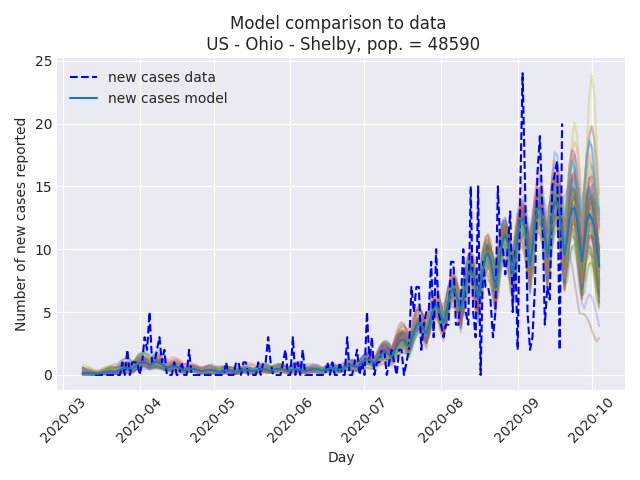 Model comparison to data
US - Ohio - Shelby, pop. = 48590
new cases data
new cases model
Number of new cases reported
25
20
15
10
5
0
2020-03
2020-04
2020-05
2020-06
2020-07
2020-08
2020-09
2020-10
Day